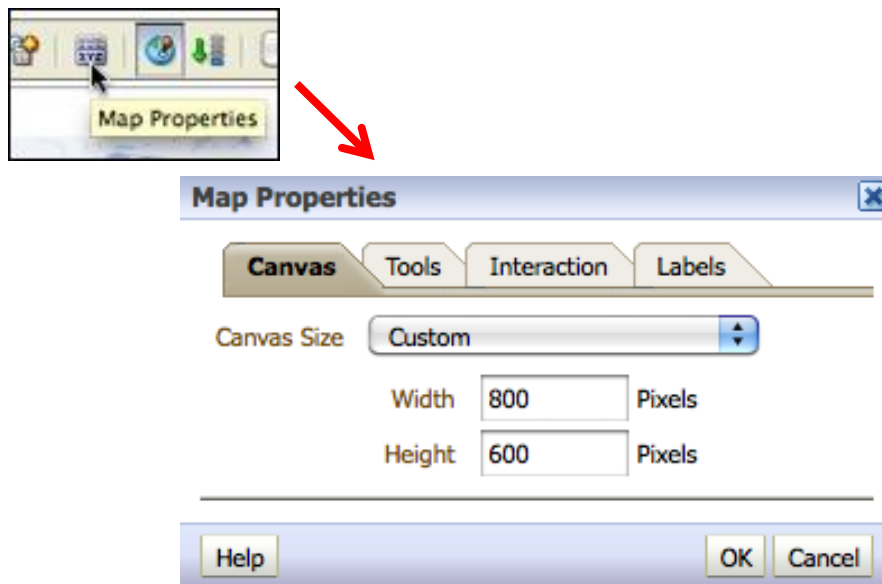 XYZ
Map Properties
Map Properties
Canvas Tools Interaction Labels
Canvas Size Custom
Width 800 Pixels
Height 600 Pixels
Help OK Cancel